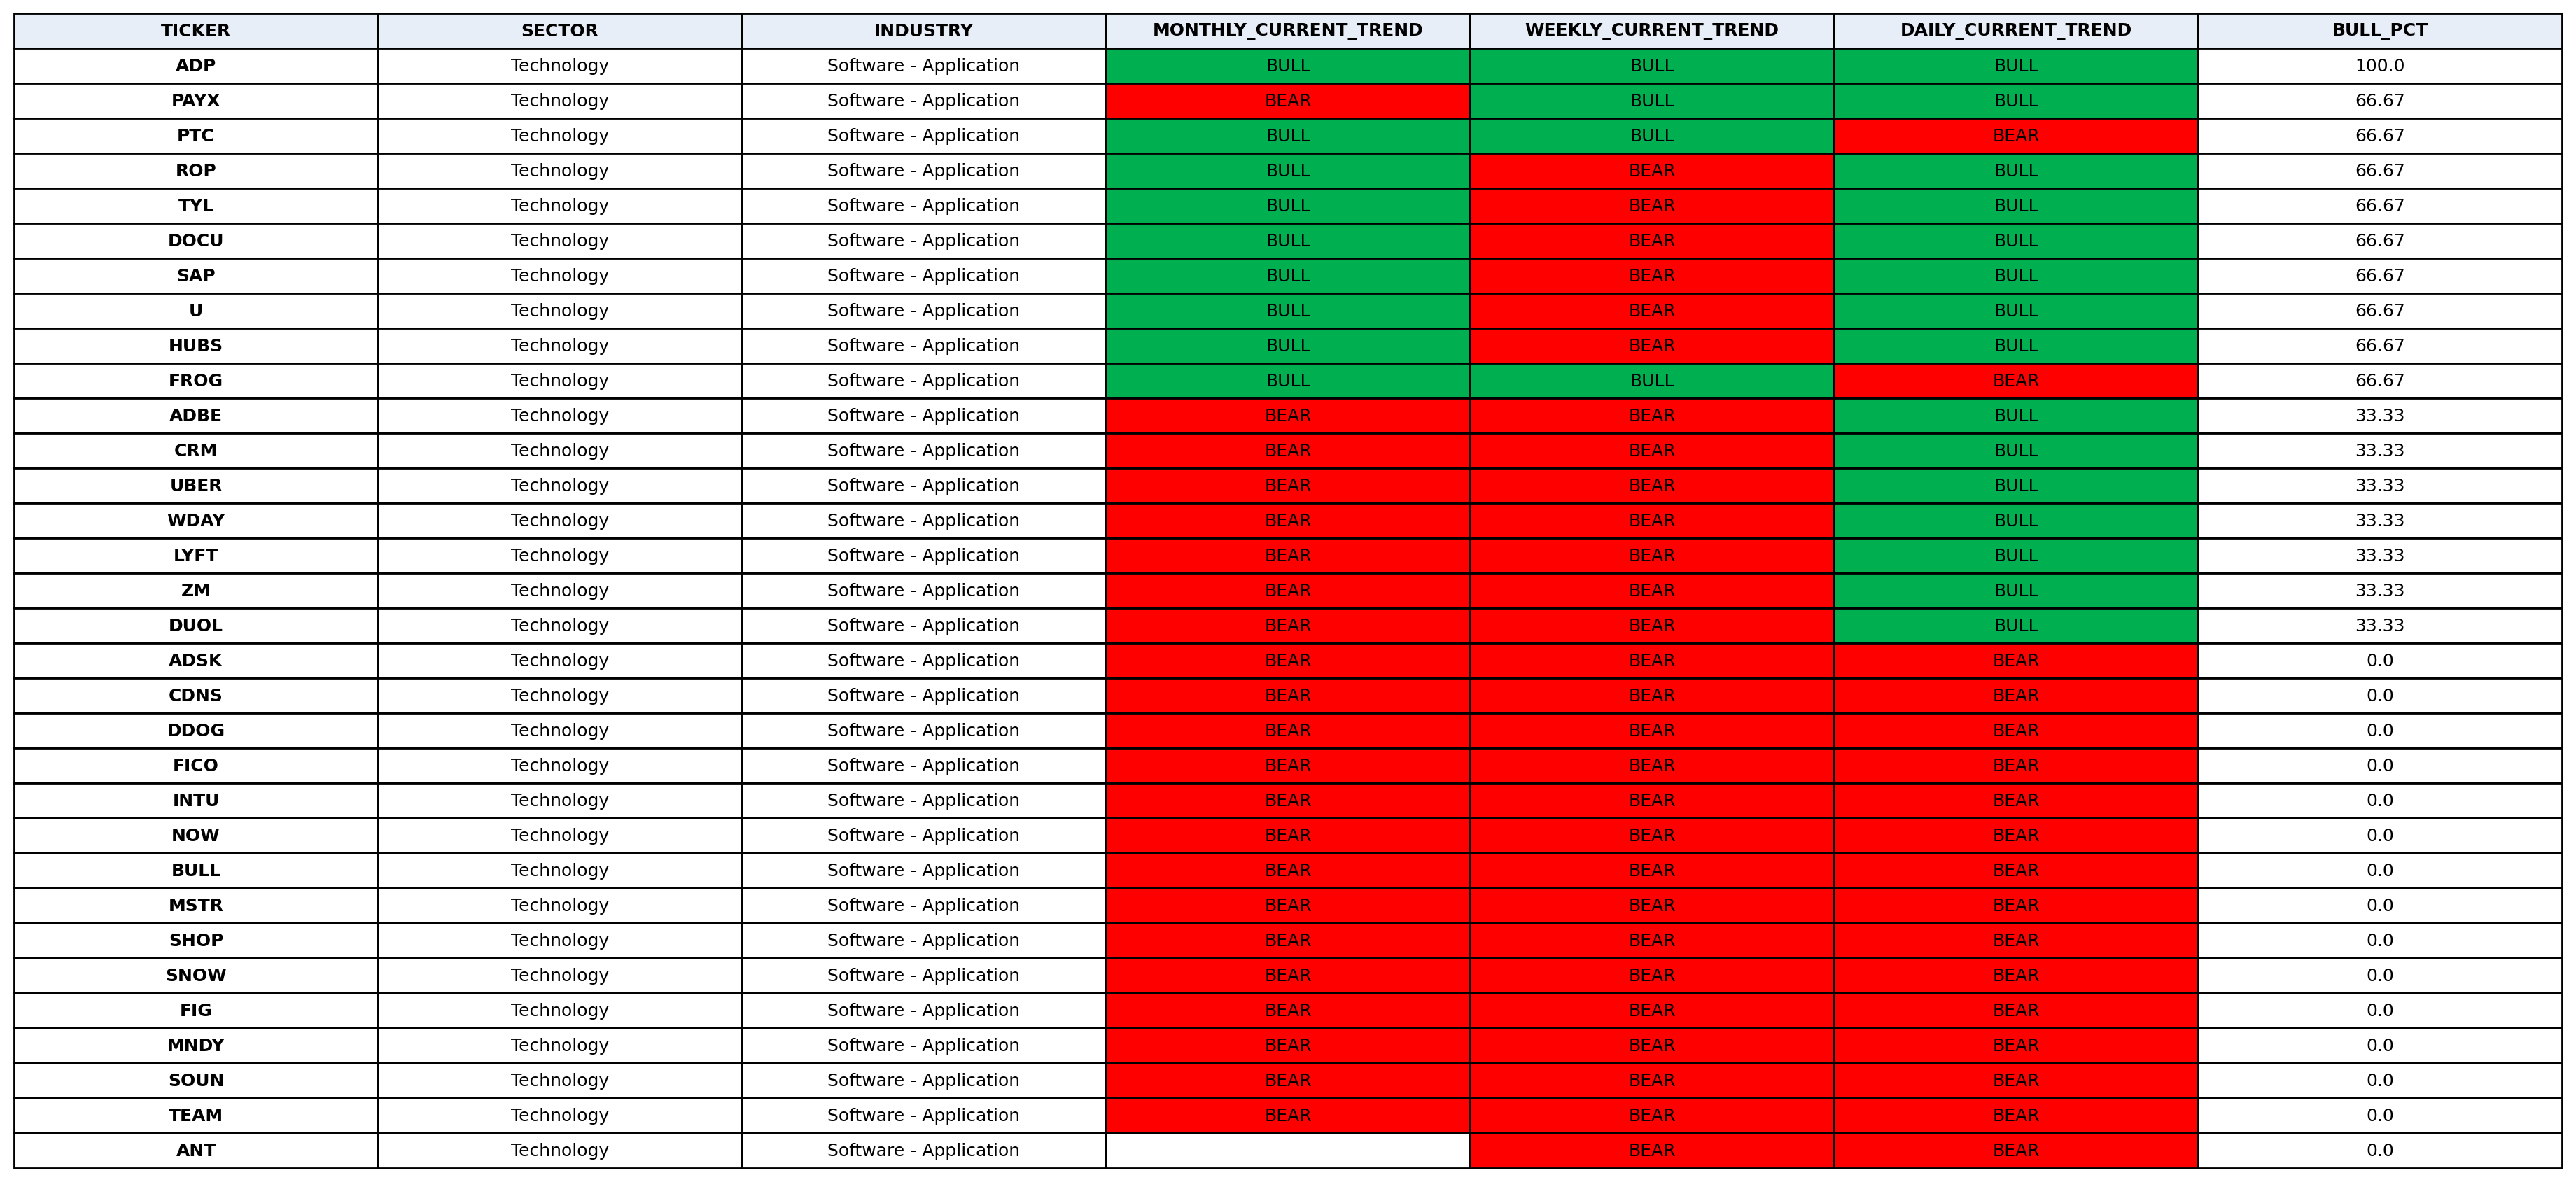 TICKER SECTOR INDUSTRY MONTHLY_CURRENT_TREND WEEKLY_CURRENT_TREND DAILY_CURRENT_TREND BULL_PCT
ADP Technology Software - Application BULL BULL BULL 100.0
PAYX Technology Software - Application BEAR BULL BULL 66.67
PTC Technology Software - Application BULL BULL BEAR 66.67
ROP Technology Software - Application BULL BEAR BULL 66.67
TYL Technology Software - Application BULL BEAR BULL 66.67
DOCU Technology Software - Application BULL BEAR BULL 66.67
SAP Technology Software - Application BULL BEAR BULL 66.67
U Technology Software - Application BULL BEAR BULL 66.67
HUBS Technology Software - Application BULL BEAR BULL 66.67
FROG Technology Software - Application BULL BULL BEAR 66.67
ADBE Technology Software - Application BEAR BEAR BULL 33.33
CRM Technology Software - Application BEAR BEAR BULL 33.33
UBER Technology Software - Application BEAR BEAR BULL 33.33
WDAY Technology Software - Application BEAR BEAR BULL 33.33
LYFT Technology Software - Application BEAR BEAR BULL 33.33
ZM Technology Software - Application BEAR BEAR BULL 33.33
DUOL Technology Software - Application BEAR BEAR BULL 33.33
ADSK Technology Software - Application BEAR BEAR BEAR 0.0
CDNS Technology Software - Application BEAR BEAR BEAR 0.0
DDOG Technology Software - Application BEAR BEAR BEAR 0.0
FICO Technology Software - Application BEAR BEAR BEAR 0.0
INTU Technology Software - Application BEAR BEAR BEAR 0.0
NOW Technology Software - Application BEAR BEAR BEAR 0.0
BULL Technology Software - Application BEAR BEAR BEAR 0.0
MSTR Technology Software - Application BEAR BEAR BEAR 0.0
SHOP Technology Software - Application BEAR BEAR BEAR 0.0
SNOW Technology Software - Application BEAR BEAR BEAR 0.0
FIG Technology Software - Application BEAR BEAR BEAR 0.0
MNDY Technology Software - Application BEAR BEAR BEAR 0.0
SOUN Technology Software - Application BEAR BEAR BEAR 0.0
TEAM Technology Software - Application BEAR BEAR BEAR 0.0
ANT Technology Software - Application BEAR BEAR 0.0